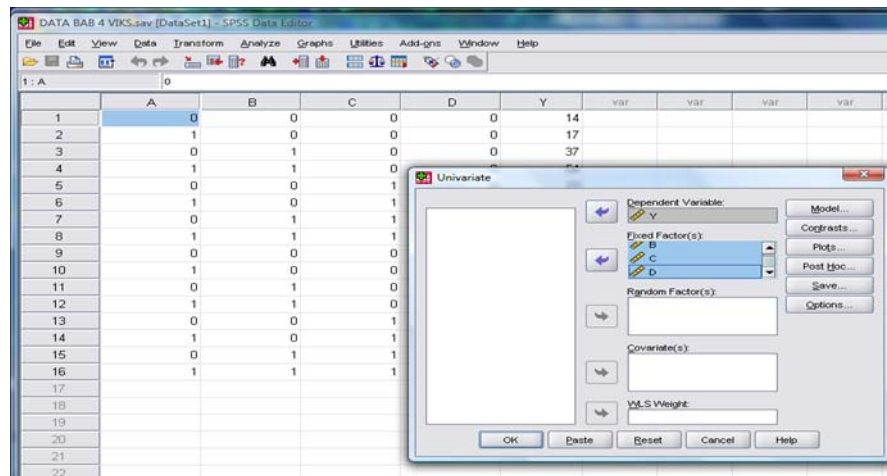 DATA BAB 4 VIKS.sav [DataSet1] - SPSS Data Editor
File Edit View Data Transform Analyze Graphs Utilities Add-ons Window Help
1 : A 0
A B C D Y var var var var
1 0 0 0 0 14
2 1 0 0 0 17
3 0 1 0 0 37
4 1 1 0
5 0 0 1
6 1 0 1
7 0 1 1
8 1 1 1
9 0 0 0
10 1 0 0
11 0 1 0
12 1 1 0
13 0 0 1
14 1 0 1
15 0 1 1
16 1 1 1
17
18
19
20
21
22
Univariate
Dependent Variable:
Y
Fixed Factor(s):
B
C
D
Random Factor(s):
Covariate(s):
WLS Weight:
Model...
Contrasts...
Plots...
Post Hoc...
Save...
Options...
OK Paste Reset Cancel Help